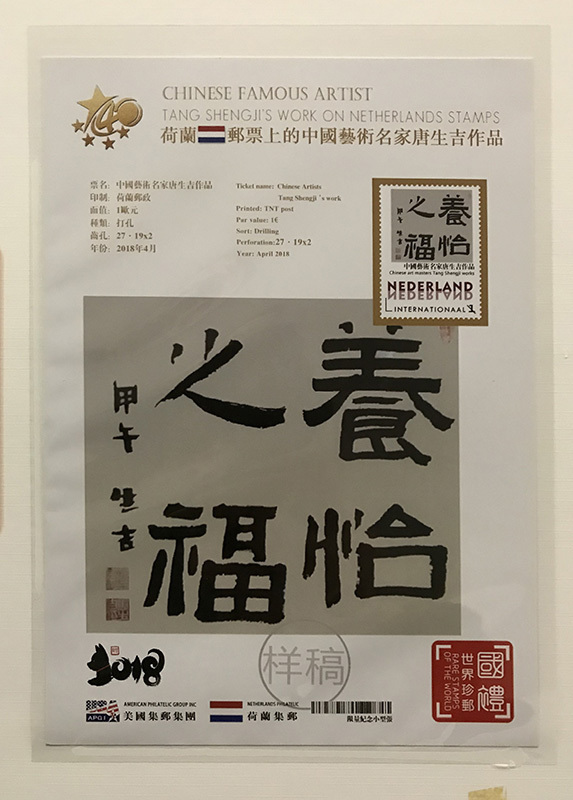 140
CHINESE FAMOUS ARTIST
TANG SHENGJI'S WORK ON NETHERLANDS STAMPS
荷蘭郵票上的中國藝術名家唐生吉作品
票名: 中國藝術名家唐生吉作品
印制: 荷蘭郵政
面值: 1歐元
種類: 打孔
齒孔: 27·19x2
年份: 2018年4月
Ticket name: Chinese Artists
Tang Shengji's work
Printed: TNT post
Par value: 1€
Sort: Drilling
Perforation:27·19x2
Year: April 2018
養怡
之福
甲午 生吉
中國藝術名家唐生吉作品
Chinese art masters Tang Shengji works
NEDERLAND
INTERNATIONAAL 1
養怡
之福
甲午 生吉
2018
样稿
國禮
世界珍郵
RARE STAMPS
OF THE WORLD
APGI
AMERICAN PHILATELIC GROUP INC
美國集郵集團
NETHERLANDS PHILATELIC
荷蘭集郵
限量紀念小型張